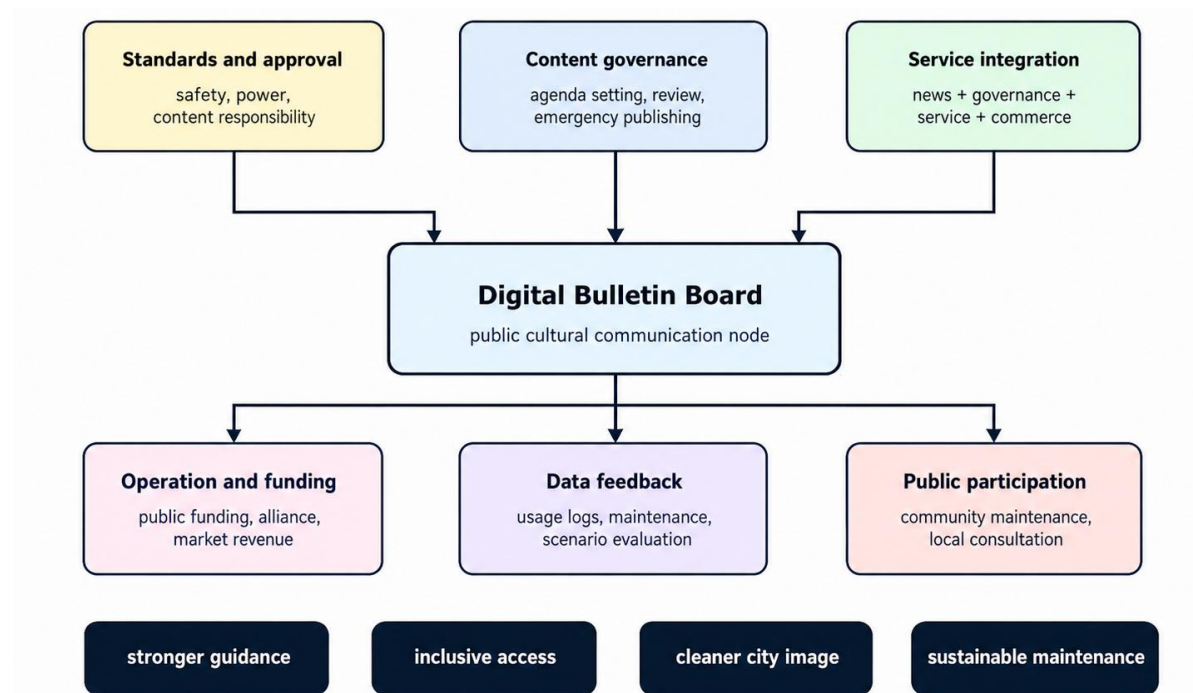 Standards and approval
safety, power,
content responsibility
Content governance
agenda setting, review,
emergency publishing
Service integration
news + governance +
service + commerce
Digital Bulletin Board
public cultural communication node
Operation and funding
public funding, alliance,
market revenue
Data feedback
usage logs, maintenance,
scenario evaluation
Public participation
community maintenance,
local consultation
stronger guidance
inclusive access
cleaner city image
sustainable maintenance